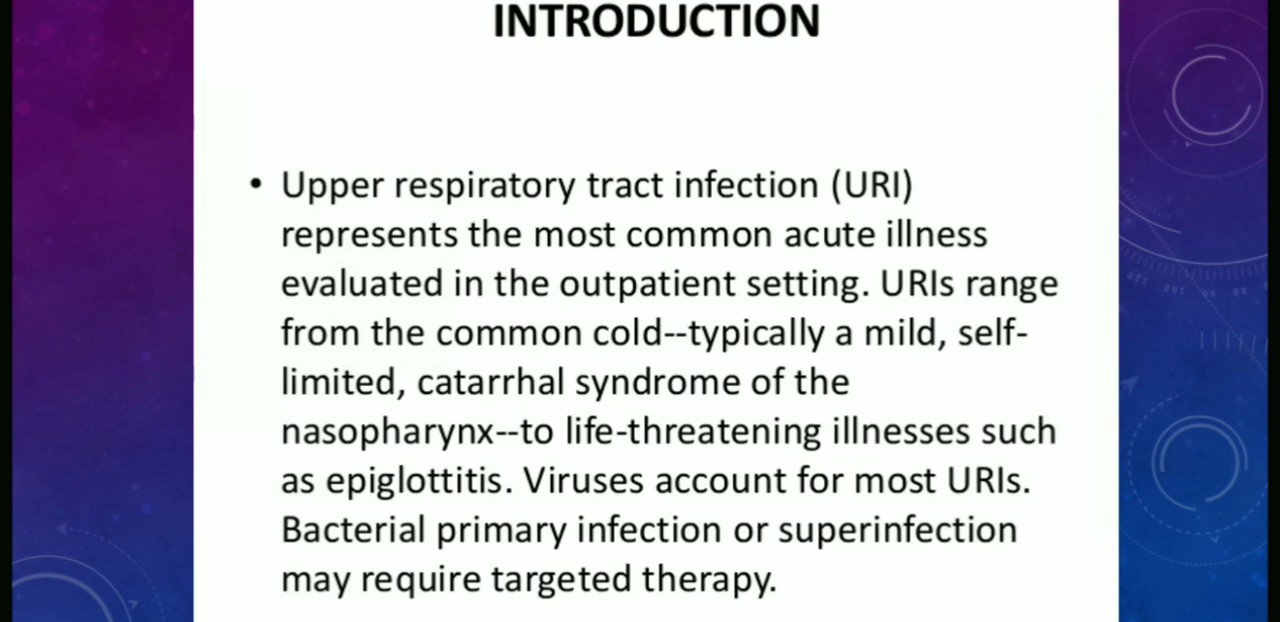 INTRODUCTION
• Upper respiratory tract infection (URI)
represents the most common acute illness
evaluated in the outpatient setting. URIs range
from the common cold--typically a mild, self-
limited, catarrhal syndrome of the
nasopharynx--to life-threatening illnesses such
as epiglottitis. Viruses account for most URIs.
Bacterial primary infection or superinfection
may require targeted therapy.